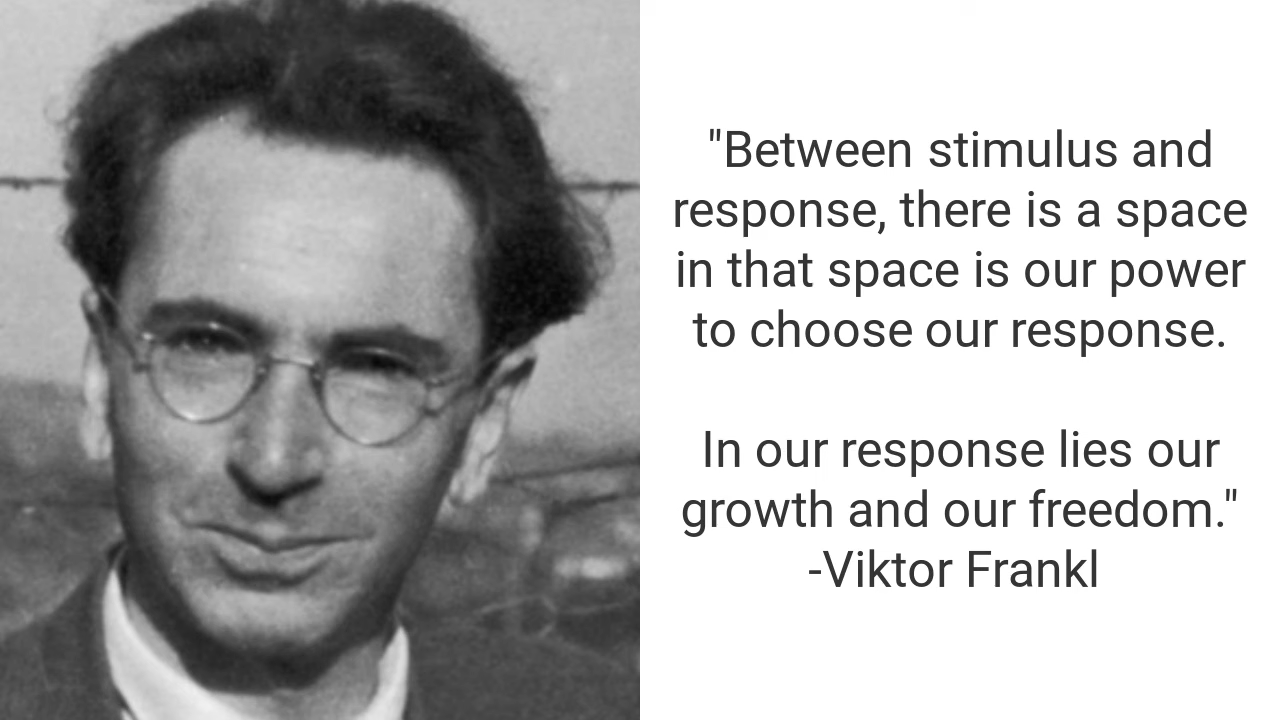 "Between stimulus and
response, there is a space
in that space is our power
to choose our response.
In our response lies our
growth and our freedom."
-Viktor Frankl